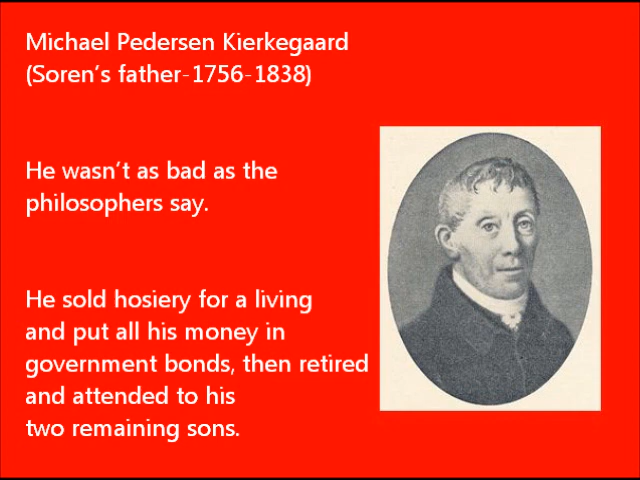 Michael Pedersen Kierkegaard
(Soren's father-1756-1838)
He wasn't as bad as the
philosophers say.
He sold hosiery for a living
and put all his money in
government bonds, then retired
and attended to his
two remaining sons.